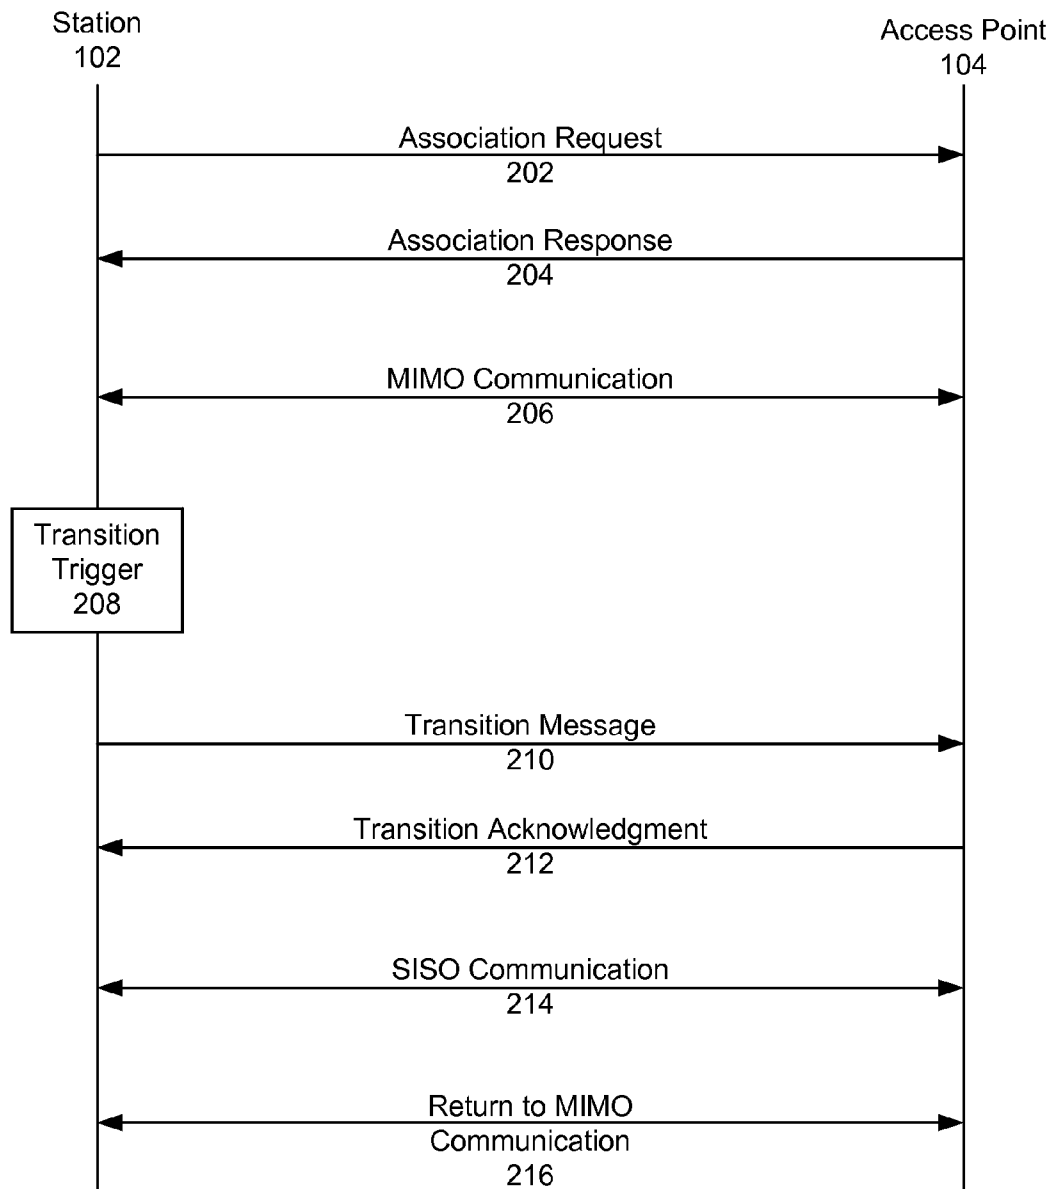 Station
102
Access Point
104
Association Request
202
Association Response
204
MIMO Communication
206
Transition
Trigger
208
Transition Message
210
Transition Acknowledgment
212
SISO Communication
214
Return to MIMO
Communication
216